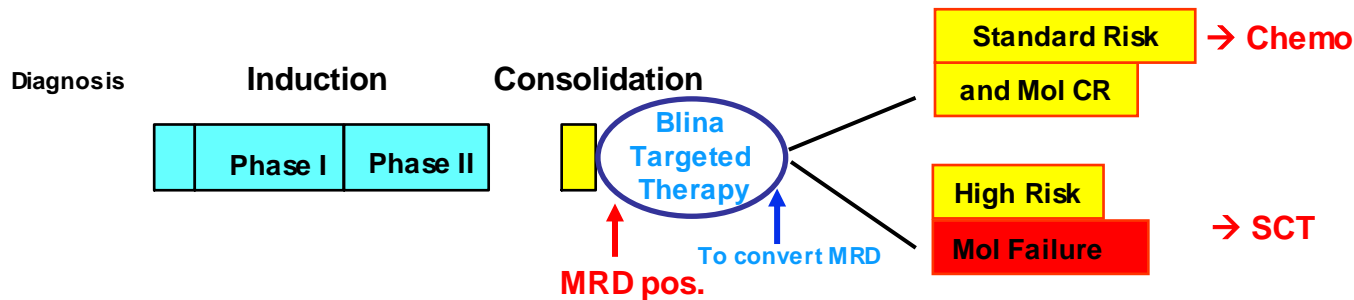 Diagnosis
Induction
Consolidation
Phase I
Phase II
Blina
Targeted
Therapy
MRD pos.
To convert MRD
Standard Risk
and Mol CR
→ Chemo
High Risk
Mol Failure
→ SCT